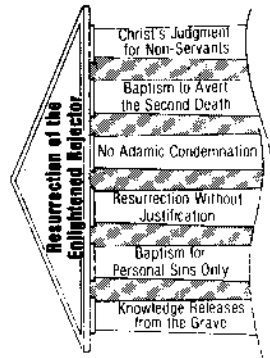 Resurrection of the
Enlightened Rejector
Christ's Judgment
for Non-Servants
Baptism to Avert
the Second Death
No Adamic Condemnation
Resurrection Without
Justification
Baptism for
Personal Sins Only
Knowledge Releases
from the Grave